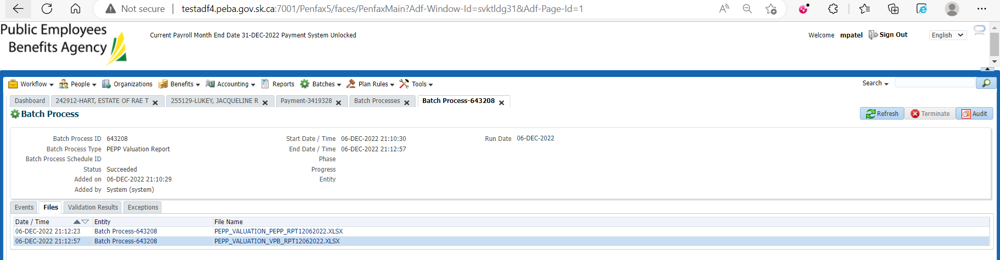 Not secure testadf4.peba.gov.sk.ca:7001/Penfax5/faces/PenfaxMain?Adf-Window-Id=svktldg31&Adf-Page-Id=1
Public Employees
Benefits Agency
Current Payroll Month End Date 31-DEC-2022 Payment System Unlocked
Welcome mpatel Sign Out English
Workflow People Organizations Benefits Accounting Reports Batches Plan Rules Tools Search
Dashboard 242912-HART, ESTATE OF RAE T 255129-LUKEY, JACQUELINE R Payment-3419328 Batch Processes Batch Process-643208
Batch Process Refresh Terminate Audit
Batch Process ID 643208 Start Date / Time 06-DEC-2022 21:10:30 Run Date 06-DEC-2022
Batch Process Type PEPP Valuation Report End Date / Time 06-DEC-2022 21:12:57
Batch Process Schedule ID Phase
Status Succeeded Progress
Added on 06-DEC-2022 21:10:29 Entity
Added by System (system)
Events Files Validation Results Exceptions
Date / Time Entity File Name
06-DEC-2022 21:12:23 Batch Process-643208 PEPP_VALUATION_PEPP_RPT12062022.XLSX
06-DEC-2022 21:12:57 Batch Process-643208 PEPP_VALUATION_VPB_RPT12062022.XLSX